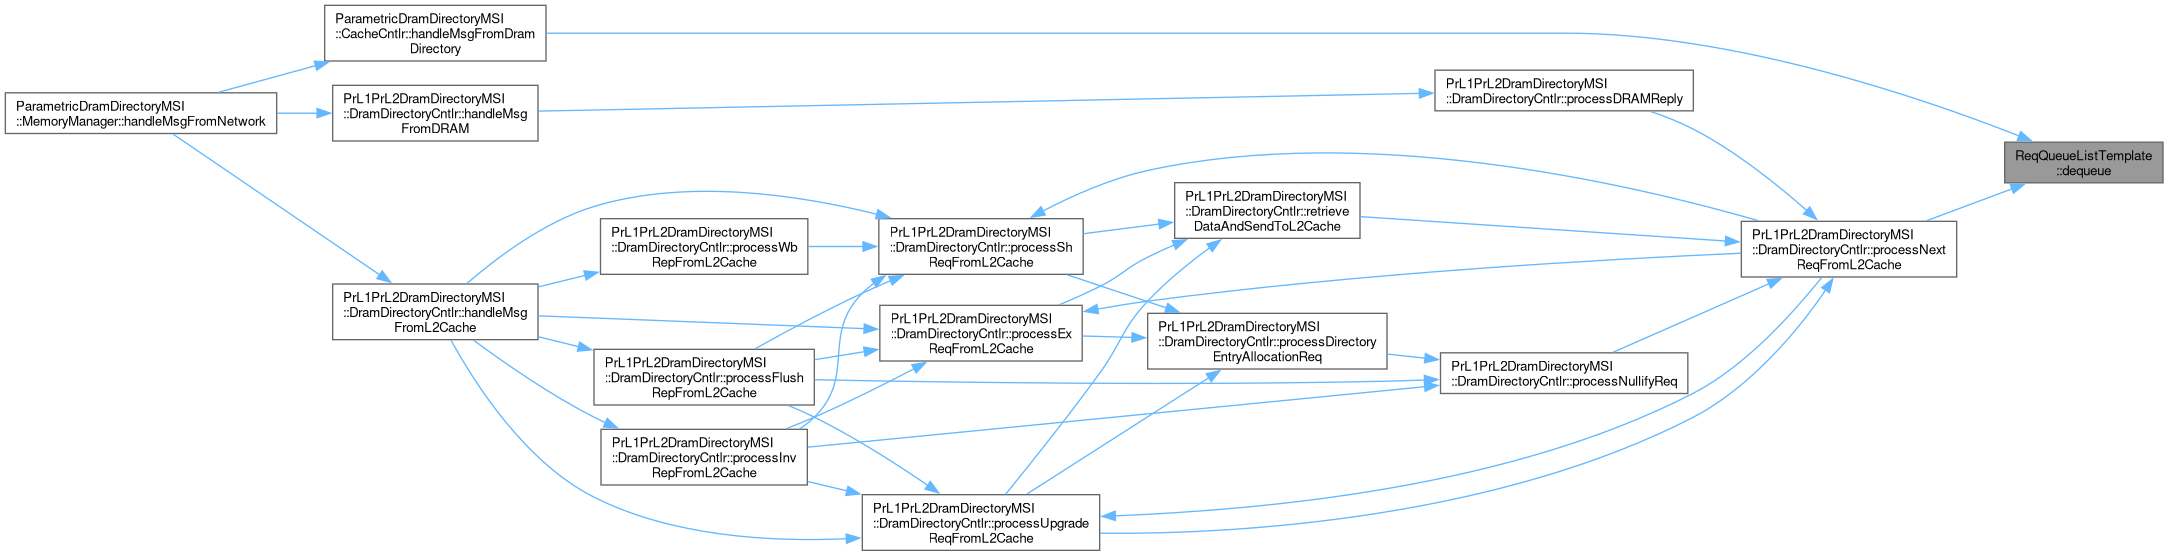 ParametricDramDirectoryMSI
::CacheCntlr::handleMsgFromDram
Directory
ParametricDramDirectoryMSI
::MemoryManager::handleMsgFromNetwork
PrL1PrL2DramDirectoryMSI
::DramDirectoryCntlr::handleMsg
FromDRAM
PrL1PrL2DramDirectoryMSI
::DramDirectoryCntlr::processDRAMReply
ReqQueueListTemplate
::dequeue
PrL1PrL2DramDirectoryMSI
::DramDirectoryCntlr::retrieve
DataAndSendToL2Cache
PrL1PrL2DramDirectoryMSI
::DramDirectoryCntlr::processWb
RepFromL2Cache
PrL1PrL2DramDirectoryMSI
::DramDirectoryCntlr::processSh
ReqFromL2Cache
PrL1PrL2DramDirectoryMSI
::DramDirectoryCntlr::processNext
ReqFromL2Cache
PrL1PrL2DramDirectoryMSI
::DramDirectoryCntlr::handleMsg
FromL2Cache
PrL1PrL2DramDirectoryMSI
::DramDirectoryCntlr::processEx
ReqFromL2Cache
PrL1PrL2DramDirectoryMSI
::DramDirectoryCntlr::processDirectory
EntryAllocationReq
PrL1PrL2DramDirectoryMSI
::DramDirectoryCntlr::processFlush
RepFromL2Cache
PrL1PrL2DramDirectoryMSI
::DramDirectoryCntlr::processNullifyReq
PrL1PrL2DramDirectoryMSI
::DramDirectoryCntlr::processInv
RepFromL2Cache
PrL1PrL2DramDirectoryMSI
::DramDirectoryCntlr::processUpgrade
ReqFromL2Cache